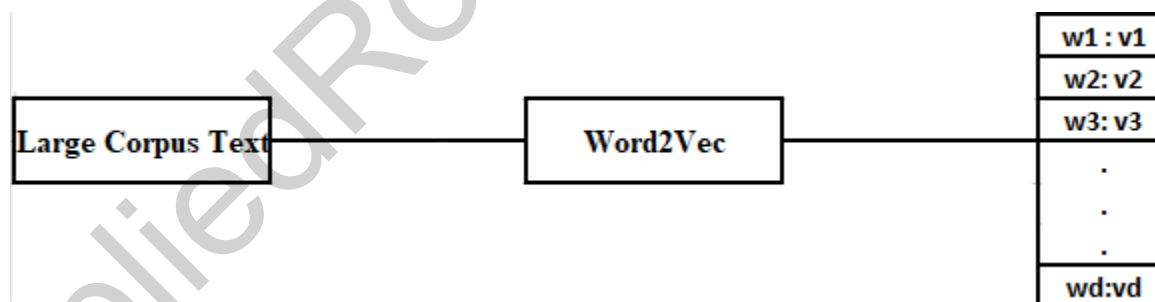 w1 : v1
w2: v2
Large Corpus Text
Word2Vec
w3: v3
.
.
.
wd:vd